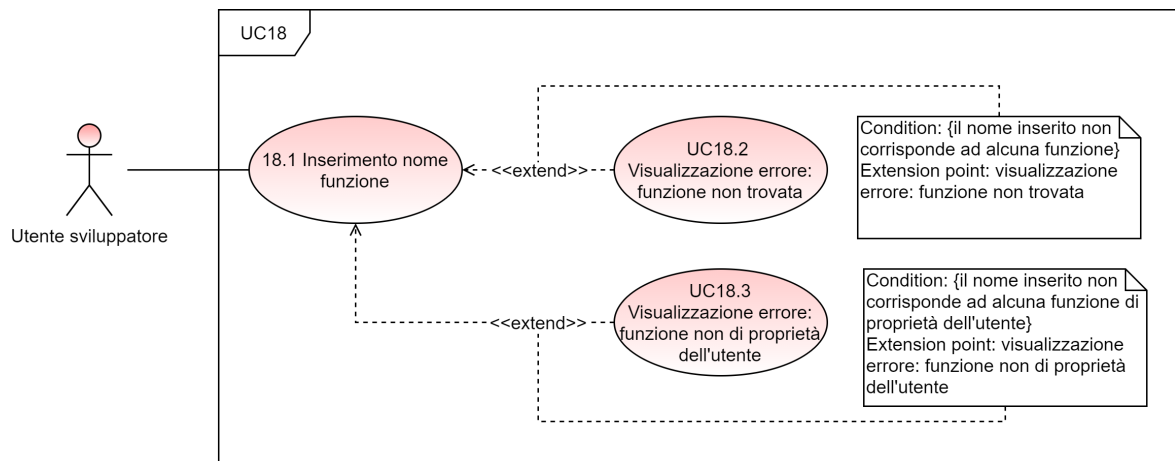 UC18
Utente sviluppatore
18.1 Inserimento nome
funzione
<<extend>>
UC18.2
Visualizzazione errore:
funzione non trovata
Condition: {il nome inserito non
corrisponde ad alcuna funzione}
Extension point: visualizzazione
errore: funzione non trovata
<<extend>>
UC18.3
Visualizzazione errore:
funzione non di proprietà
dell'utente
Condition: {il nome inserito non
corrisponde ad alcuna funzione di
proprietà dell'utente}
Extension point: visualizzazione
errore: funzione non di proprietà
dell'utente